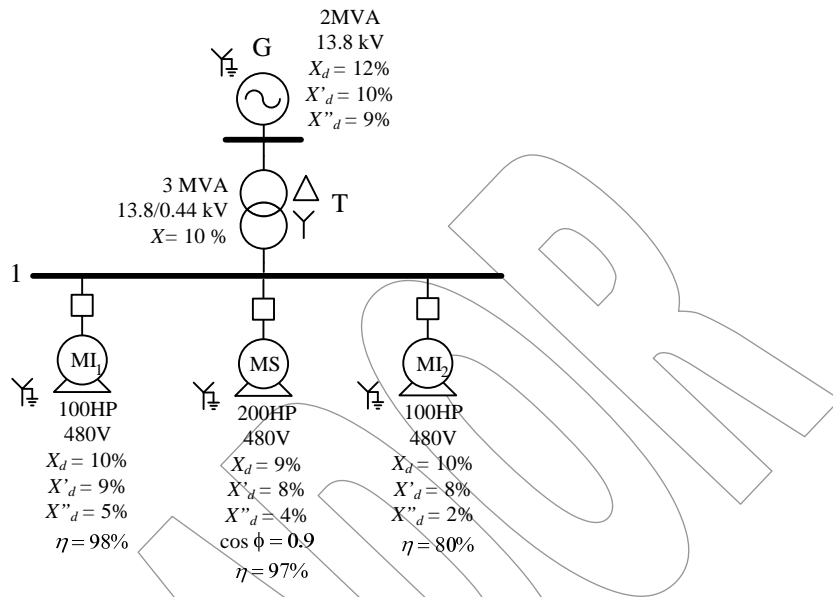 G
2MVA
13.8 kV
X_d = 12%
X'_d = 10%
X"_d = 9%
3 MVA
13.8/0.44 kV
X= 10 %
T
1
MI_1
MS
MI_2
100HP
480V
X_d = 10%
X'_d = 9%
X"_d = 5%
η = 98%
200HP
480V
X_d = 9%
X'_d = 8%
X"_d = 4%
cos ϕ = 0.9
η = 97%
100HP
480V
X_d = 10%
X'_d = 8%
X"_d = 2%
η = 80%